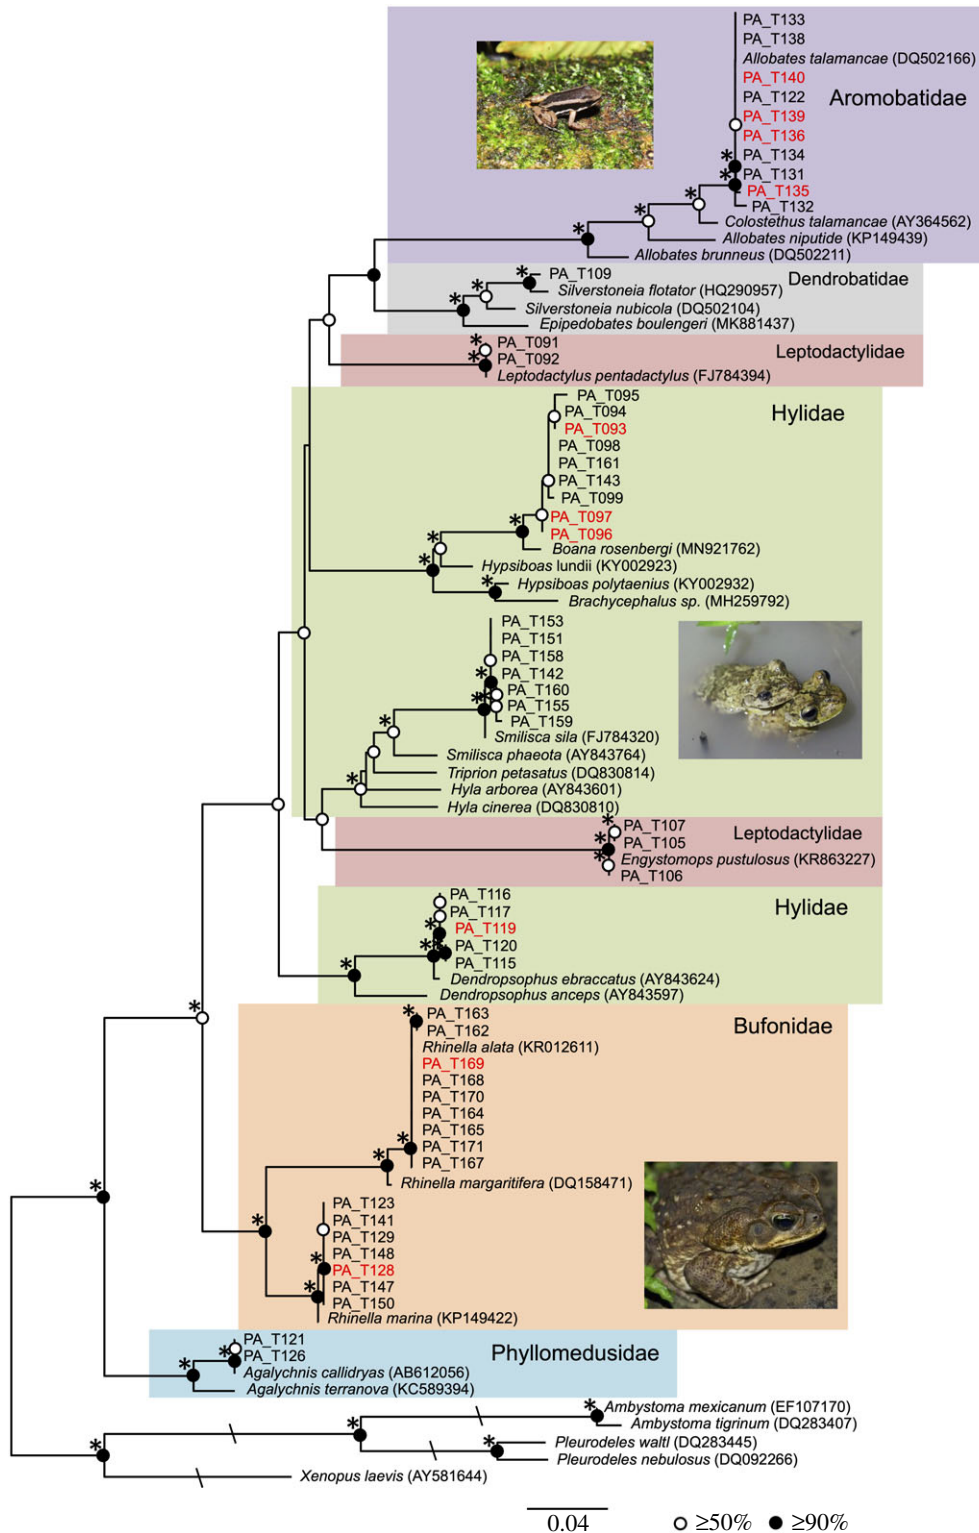 PA_T133
PA_T138
Allobates talamancae (DQ502166)
PA_T140
PA_T122
Aromobatidae
PA_T139
PA_T136
PA_T134
PA_T131
PA_T135
PA_T132
Colostethus talamancae (AY364562)
Allobates niputide (KP149439)
Allobates brunneus (DQ502211)
PA_T109
Dendrobatidae
Silverstoneia flotator (HQ290957)
Silverstoneia nubicola (DQ502104)
Epipedobates boulengeri (MK881437)
PA_T091
Leptodactylidae
PA_T092
Leptodactylus pentadactylus (FJ784394)
PA_T095
Hylidae
PA_T094
PA_T093
PA_T098
PA_T161
PA_T143
PA_T099
PA_T097
PA_T096
Boana rosenbergi (MN921762)
Hypsiboas lundii (KY002923)
Hypsiboas polytaenius (KY002932)
Brachycephalus sp. (MH259792)
PA_T153
PA_T151
PA_T158
PA_T142
PA_T160
PA_T155
PA_T159
Smilisca sila (FJ784320)
Smilisca phaeota (AY843764)
Triprion petasatus (DQ830814)
Hyla arborea (AY843601)
Hyla cinerea (DQ830810)
PA_T107
Leptodactylidae
PA_T105
Engystomops pustulosus (KR863227)
PA_T106
PA_T116
Hylidae
PA_T117
PA_T119
PA_T120
PA_T115
Dendropsophus ebraccatus (AY843624)
Dendropsophus anceps (AY843597)
PA_T163
Bufonidae
PA_T162
Rhinella alata (KR012611)
PA_T169
PA_T168
PA_T170
PA_T164
PA_T165
PA_T171
PA_T167
Rhinella margaritifera (DQ158471)
PA_T123
PA_T141
PA_T129
PA_T148
PA_T128
PA_T147
PA_T150
Rhinella marina (KP149422)
PA_T121
Phyllomedusidae
PA_T126
Agalychnis callidryas (AB612056)
Agalychnis terranova (KC589394)
Ambystoma mexicanum (EF107170)
Ambystoma tigrinum (DQ283407)
Pleurodeles waltl (DQ283445)
Pleurodeles nebulosus (DQ092266)
Xenopus laevis (AY581644)
0.04
≥50%
≥90%